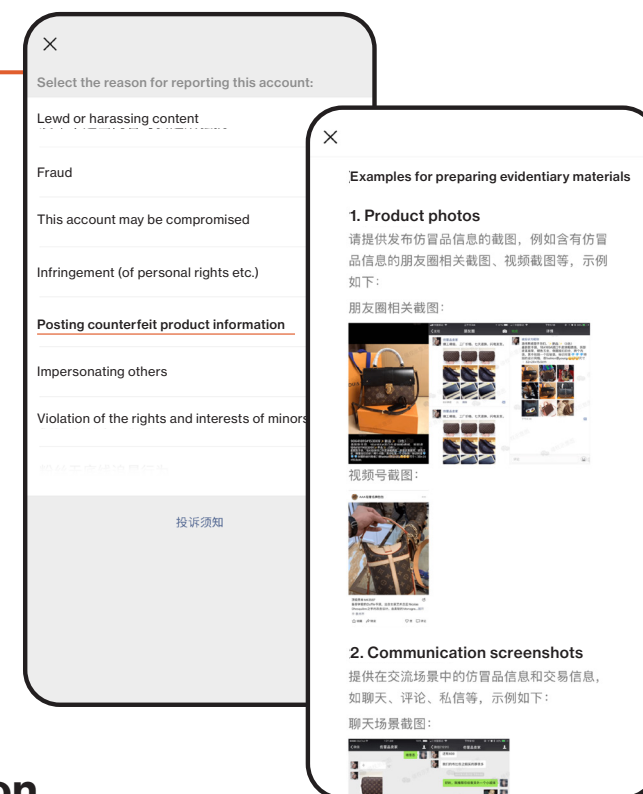 Select the reason for reporting this account:
Lewd or harassing content
Fraud
This account may be compromised
Infringement (of personal rights etc.)
Posting counterfeit product information
Impersonating others
Violation of the rights and interests of minors
投诉须知
Examples for preparing evidentiary materials
1. Product photos
请提供发布仿冒品信息的截图，例如含有仿冒
品信息的朋友圈相关截图、视频截图等，示例
如下：
朋友圈相关截图：
视频号截图：
2. Communication screenshots
提供在交流场景中的仿冒品信息和交易信息，
如聊天、评论、私信等，示例如下：
聊天场景截图：
on